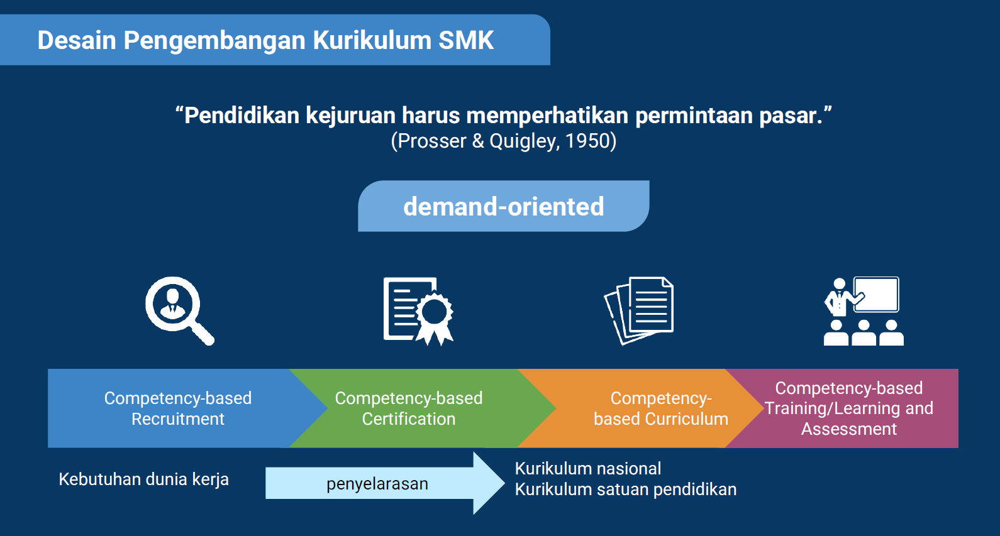 Desain Pengembangan Kurikulum SMK
“Pendidikan kejuruan harus memperhatikan permintaan pasar.”
(Prosser & Quigley, 1950)
demand-oriented
Competency-based
Recruitment
Competency-based
Certification
Competency-
based Curriculum
Competency-based
Training/Learning and
Assessment
Kebutuhan dunia kerja
penyelarasan
Kurikulum nasional
Kurikulum satuan pendidikan